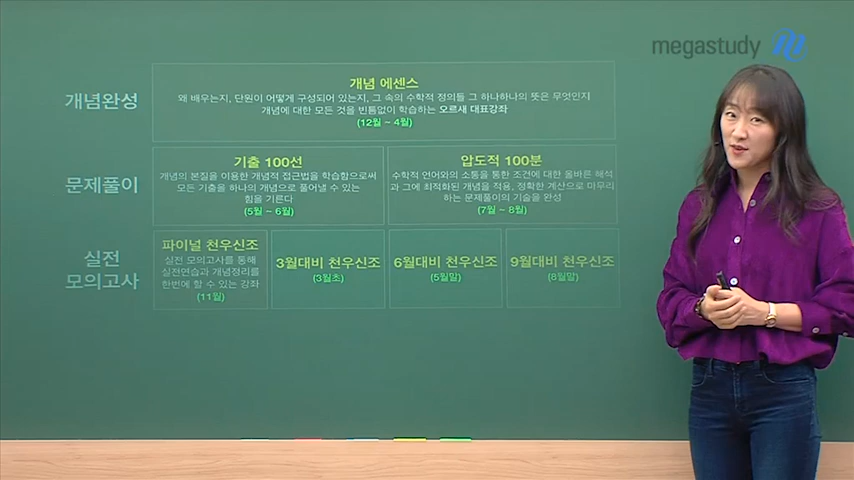 megastudy
개념완성
개념 에센스
왜 배우는지, 단원이 어떻게 구성되어 있는지, 그 속의 수학적 정의들 그 하나하나의 뜻은 무엇인지
개념에 대한 모든 것을 빈틈없이 학습하는 오르새 대표강좌
(12월 ~ 4월)
문제풀이
기출 100선
개념의 본질을 이용한 개념적 접근법을 학습함으로써
모든 기출을 하나의 개념으로 풀어낼 수 있는
힘을 기른다
(5월 ~ 6월)
압도적 100분
수학적 언어와의 소통을 통한 조건에 대한 올바른 해석
과 그에 최적화된 개념을 적용, 정확한 계산으로 마무리
하는 문제풀이의 기술을 완성
(7월 ~ 8월)
실전
모의고사
파이널 천우신조
실전 모의고사를 통해
실전연습과 개념정리를
한번에 할 수 있는 강좌
(11월)
3월대비 천우신조
(3월초)
6월대비 천우신조
(5월말)
9월대비 천우신조
(8월말)